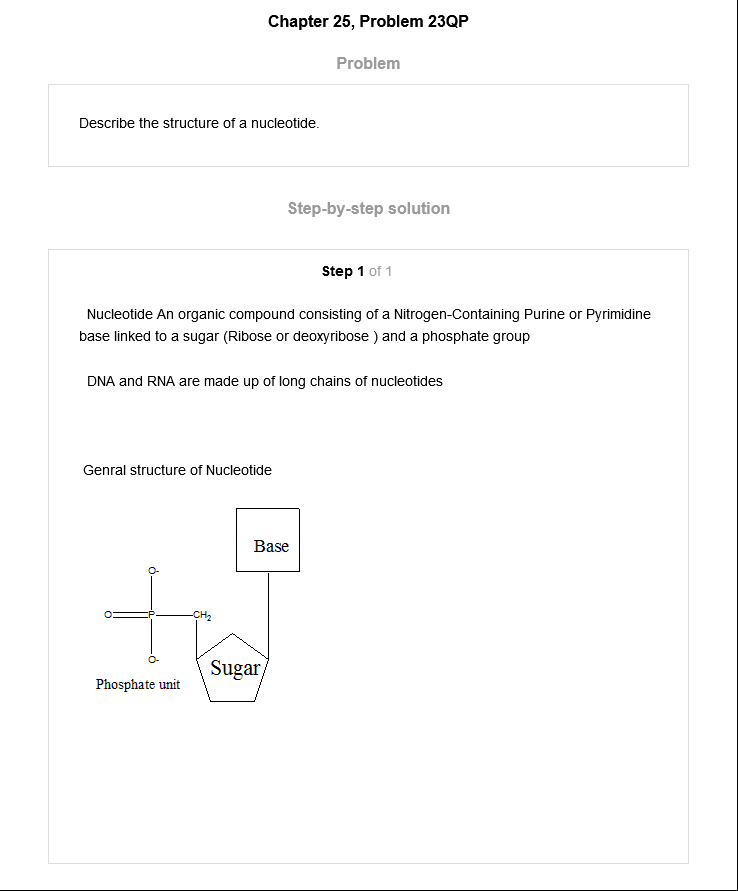 Chapter 25, Problem 23QP
Problem
Describe the structure of a nucleotide.
Step-by-step solution
Step 1 of 1
Nucleotide An organic compound consisting of a Nitrogen-Containing Purine or Pyrimidine
base linked to a sugar (Ribose or deoxyribose ) and a phosphate group
DNA and RNA are made up of long chains of nucleotides
Genral structure of Nucleotide
Base
O-
O P CH₂
O-
Sugar
Phosphate unit